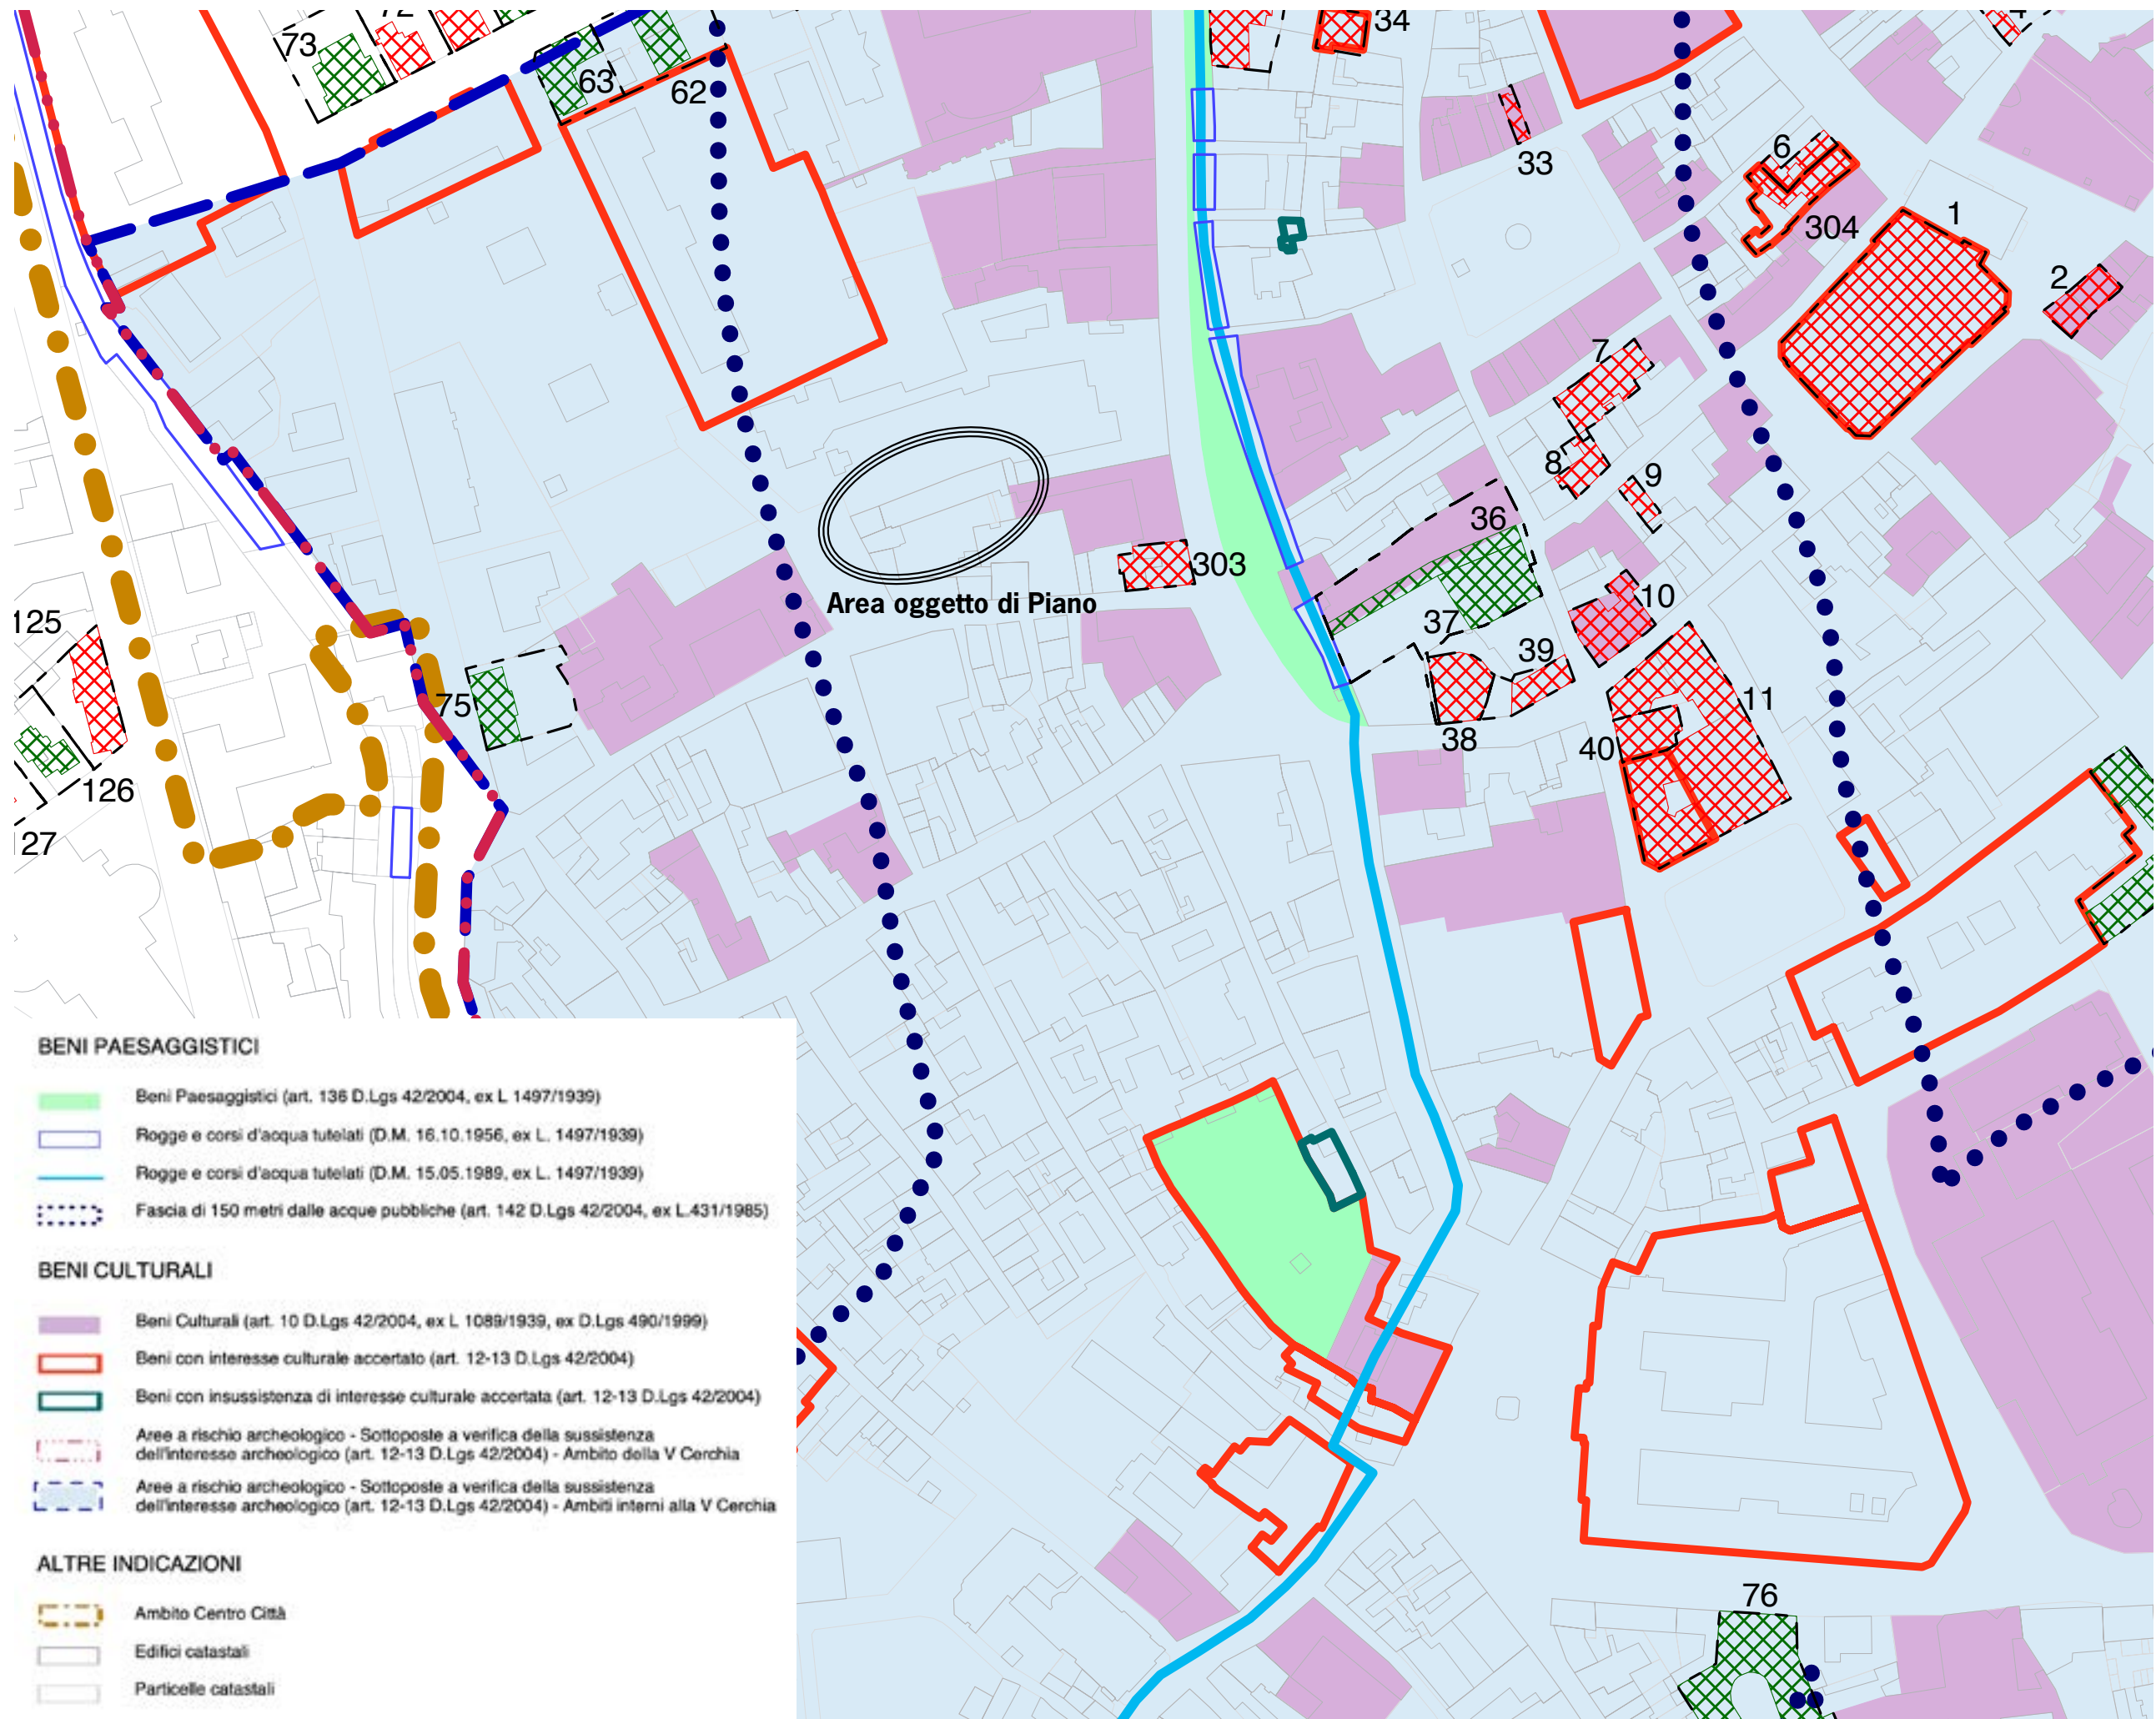 72
34
73
63
62
33
6
304
1
2
7
8
9
36
303
Area oggetto di Piano
10
125
37
39
75
11
38
40
126
27
BENI PAESAGGISTICI
Beni Paesaggistici (art. 136 D.Lgs 42/2004, ex L 1497/1939)
Rogge e corsi d'acqua tutelati (D.M. 16.10.1956, ex L. 1497/1939)
Rogge e corsi d'acqua tutelati (D.M. 15.05.1989, ex L. 1497/1939)
Fascia di 150 metri dalle acque pubbliche (art. 142 D.Lgs 42/2004, ex L.431/1985)
BENI CULTURALI
Beni Culturali (art. 10 D.Lgs 42/2004, ex L 1089/1939, ex D.Lgs 490/1999)
Beni con interesse culturale accertato (art. 12-13 D.Lgs 42/2004)
Beni con insussistenza di interesse culturale accertata (art. 12-13 D.Lgs 42/2004)
Aree a rischio archeologico - Sottoposte a verifica della sussistenza
dell'interesse archeologico (art. 12-13 D.Lgs 42/2004) - Ambito della V Cerchia
Aree a rischio archeologico - Sottoposte a verifica della sussistenza
dell'interesse archeologico (art. 12-13 D.Lgs 42/2004) - Ambiti interni alla V Cerchia
ALTRE INDICAZIONI
Ambito Centro Città
Edifici catastali
Particelle catastali
76